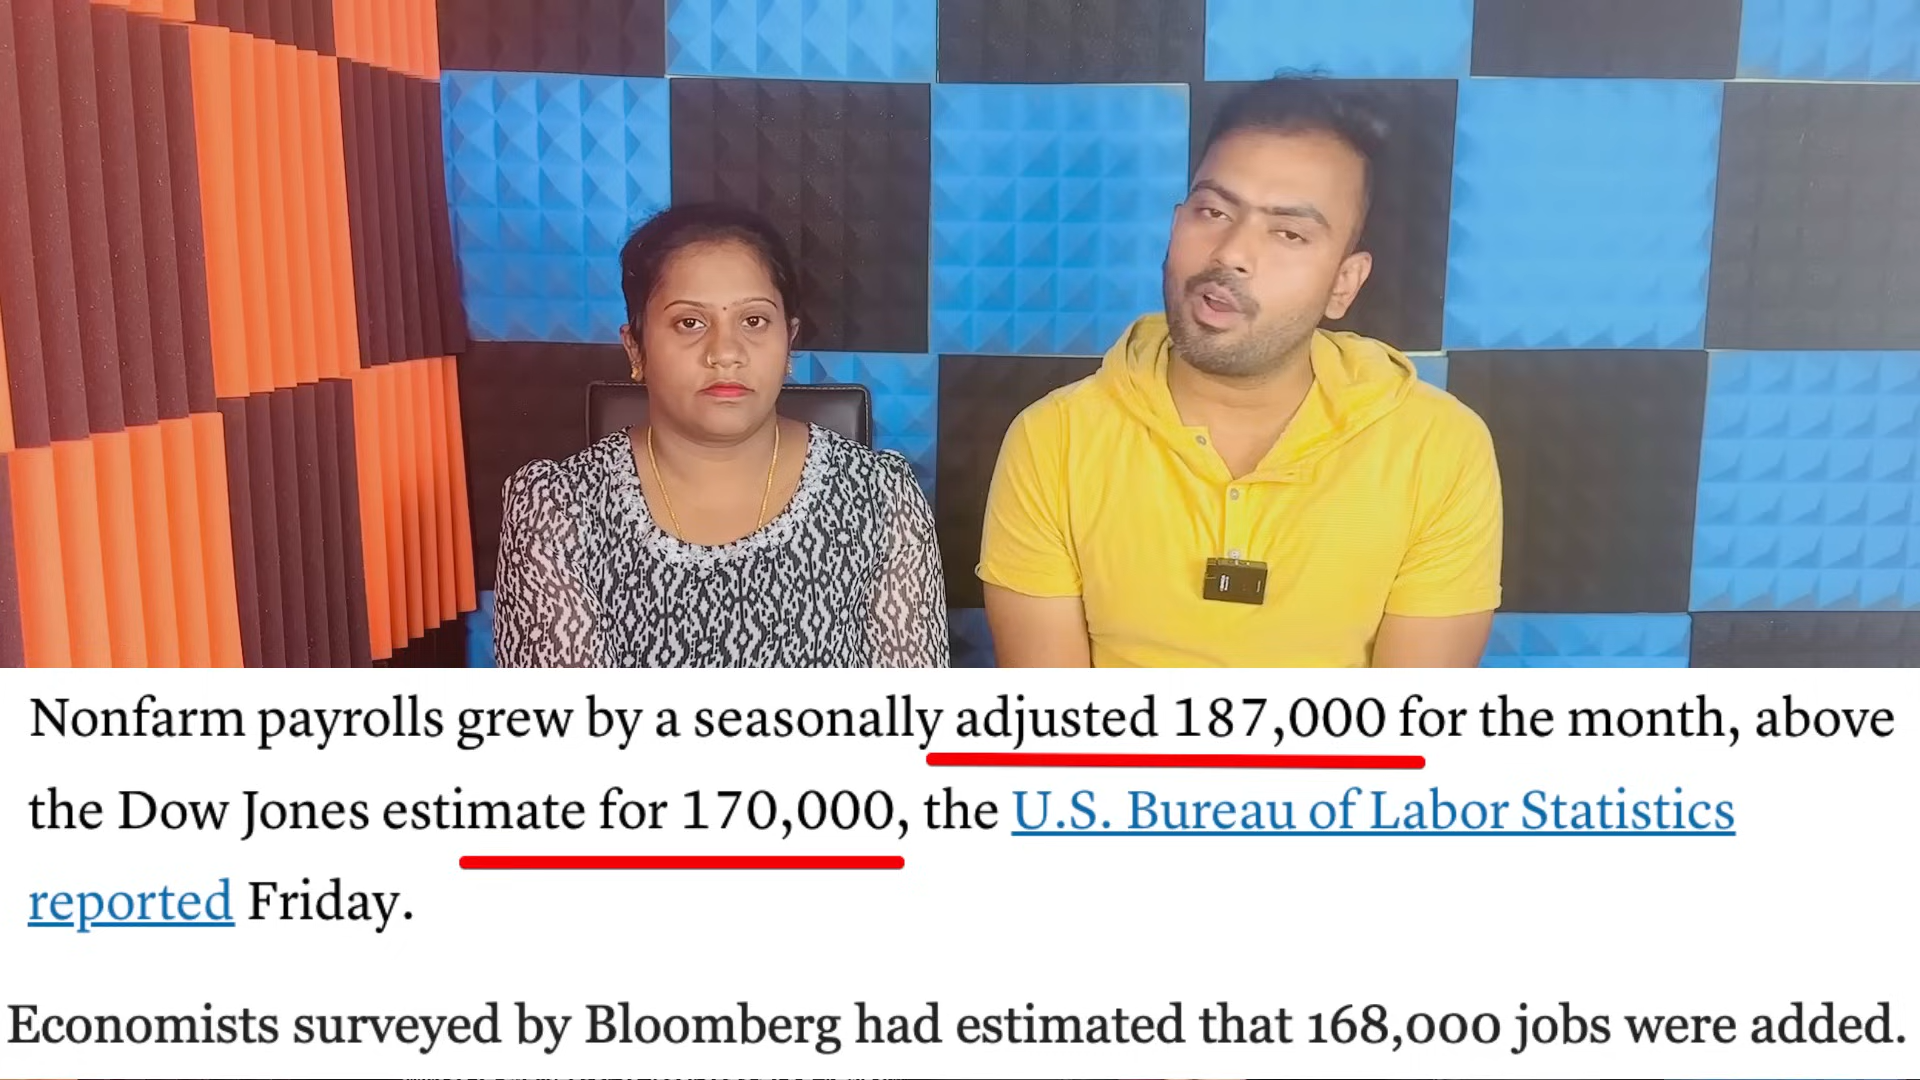 Nonfarm payrolls grew by a seasonally adjusted 187,000 for the month, above
the Dow Jones estimate for 170,000, the U.S. Bureau of Labor Statistics
reported Friday.
Economists surveyed by Bloomberg had estimated that 168,000 jobs were added.